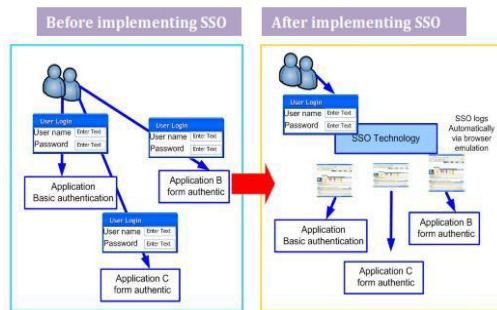 Before implementing SSO
After implementing SSO
User Login
User name Enter Text
Password Enter Text
User Login
User name Enter Text
Password Enter Text
Application
Basic authentication
Application B
form authentic
User Login
User name Enter Text
Password Enter Text
Application C
form authentic
User Login
User name Enter Text
Password Enter Text
SSO Technology
SSO logs
Automatically
via browser
emulation
Application
Basic authentication
Application B
form authentic
Application C
form authentic